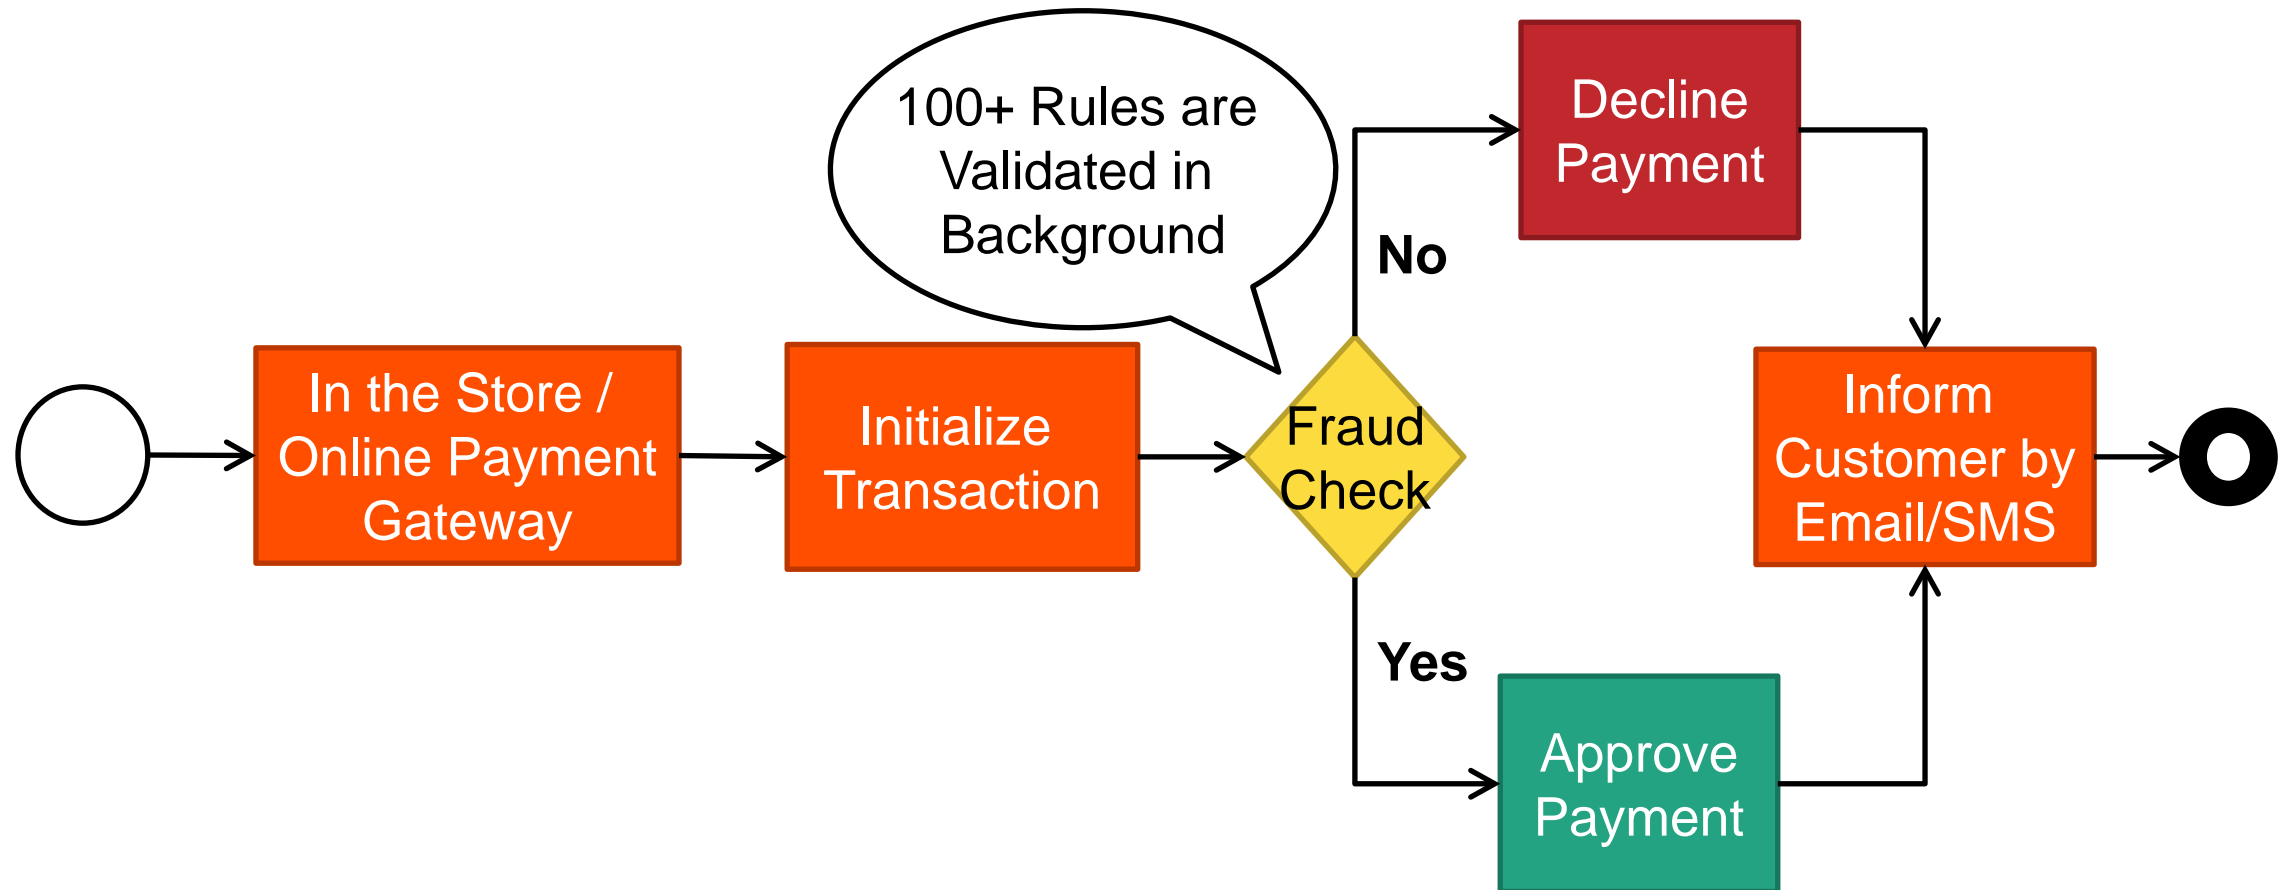 100+ Rules are
Validated in
Background
Decline
Payment
No
In the Store /
Online Payment
Gateway
Initialize
Transaction
Fraud
Check
Inform
Customer by
Email/SMS
Yes
Approve
Payment